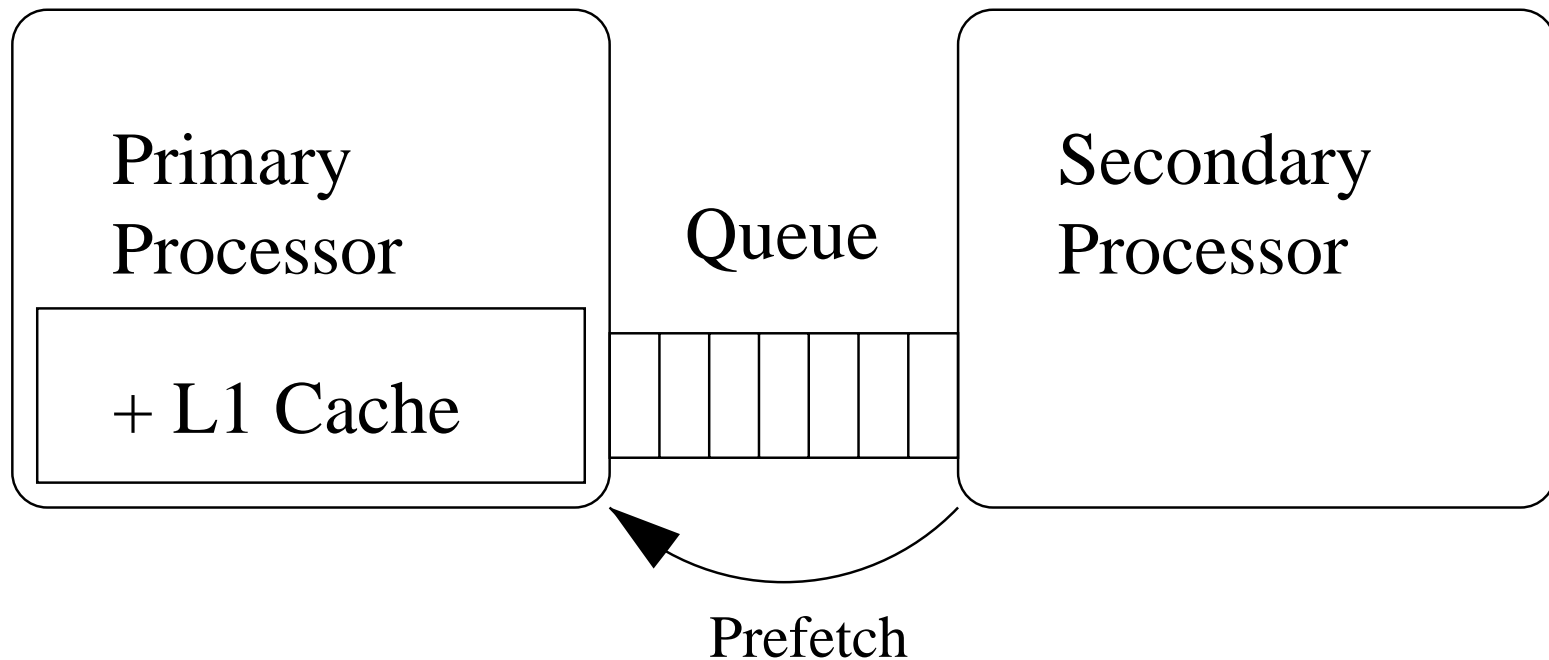 Primary
Processor
+ L1 Cache
Queue
Secondary
Processor
Prefetch